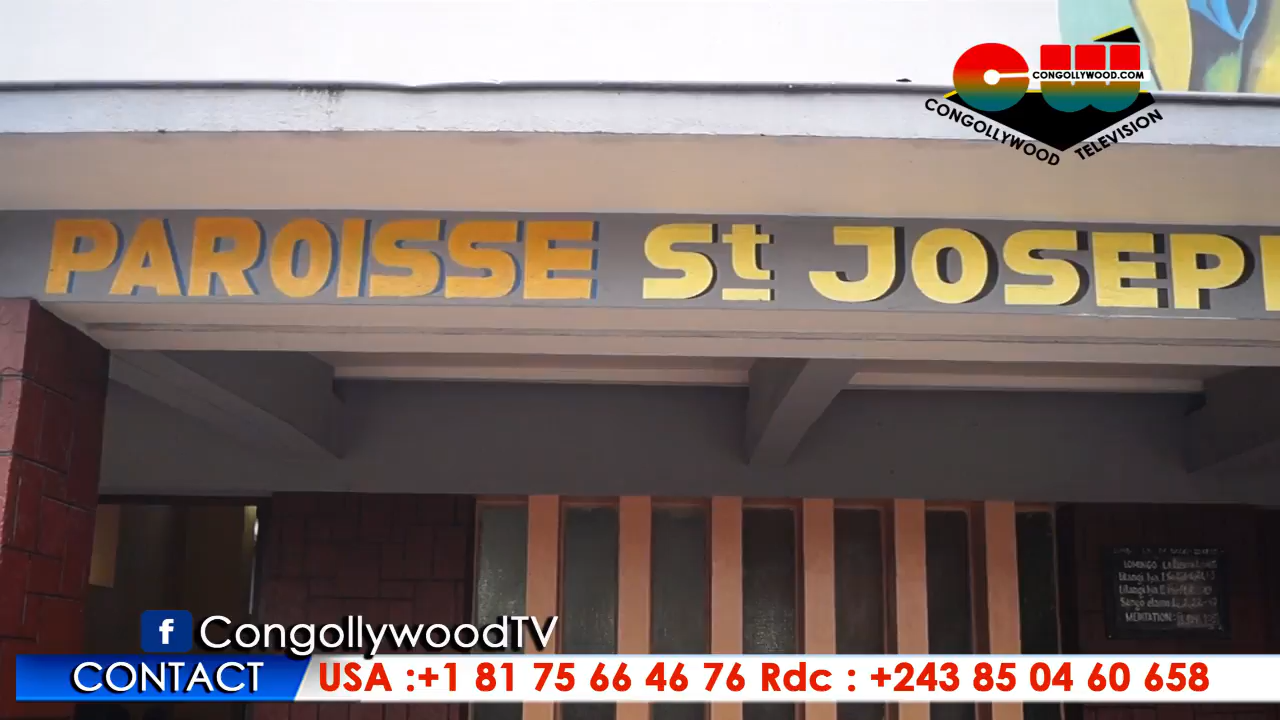 CONGOLLYWOOD.COM
CONGOLLYWOOD TELEVISION
PAROISSE St JOSEP
LOMINGO
MEDITATION:
f CongollywoodTV
CONTACT USA :+1 81 75 66 46 76 Rdc : +243 85 04 60 658